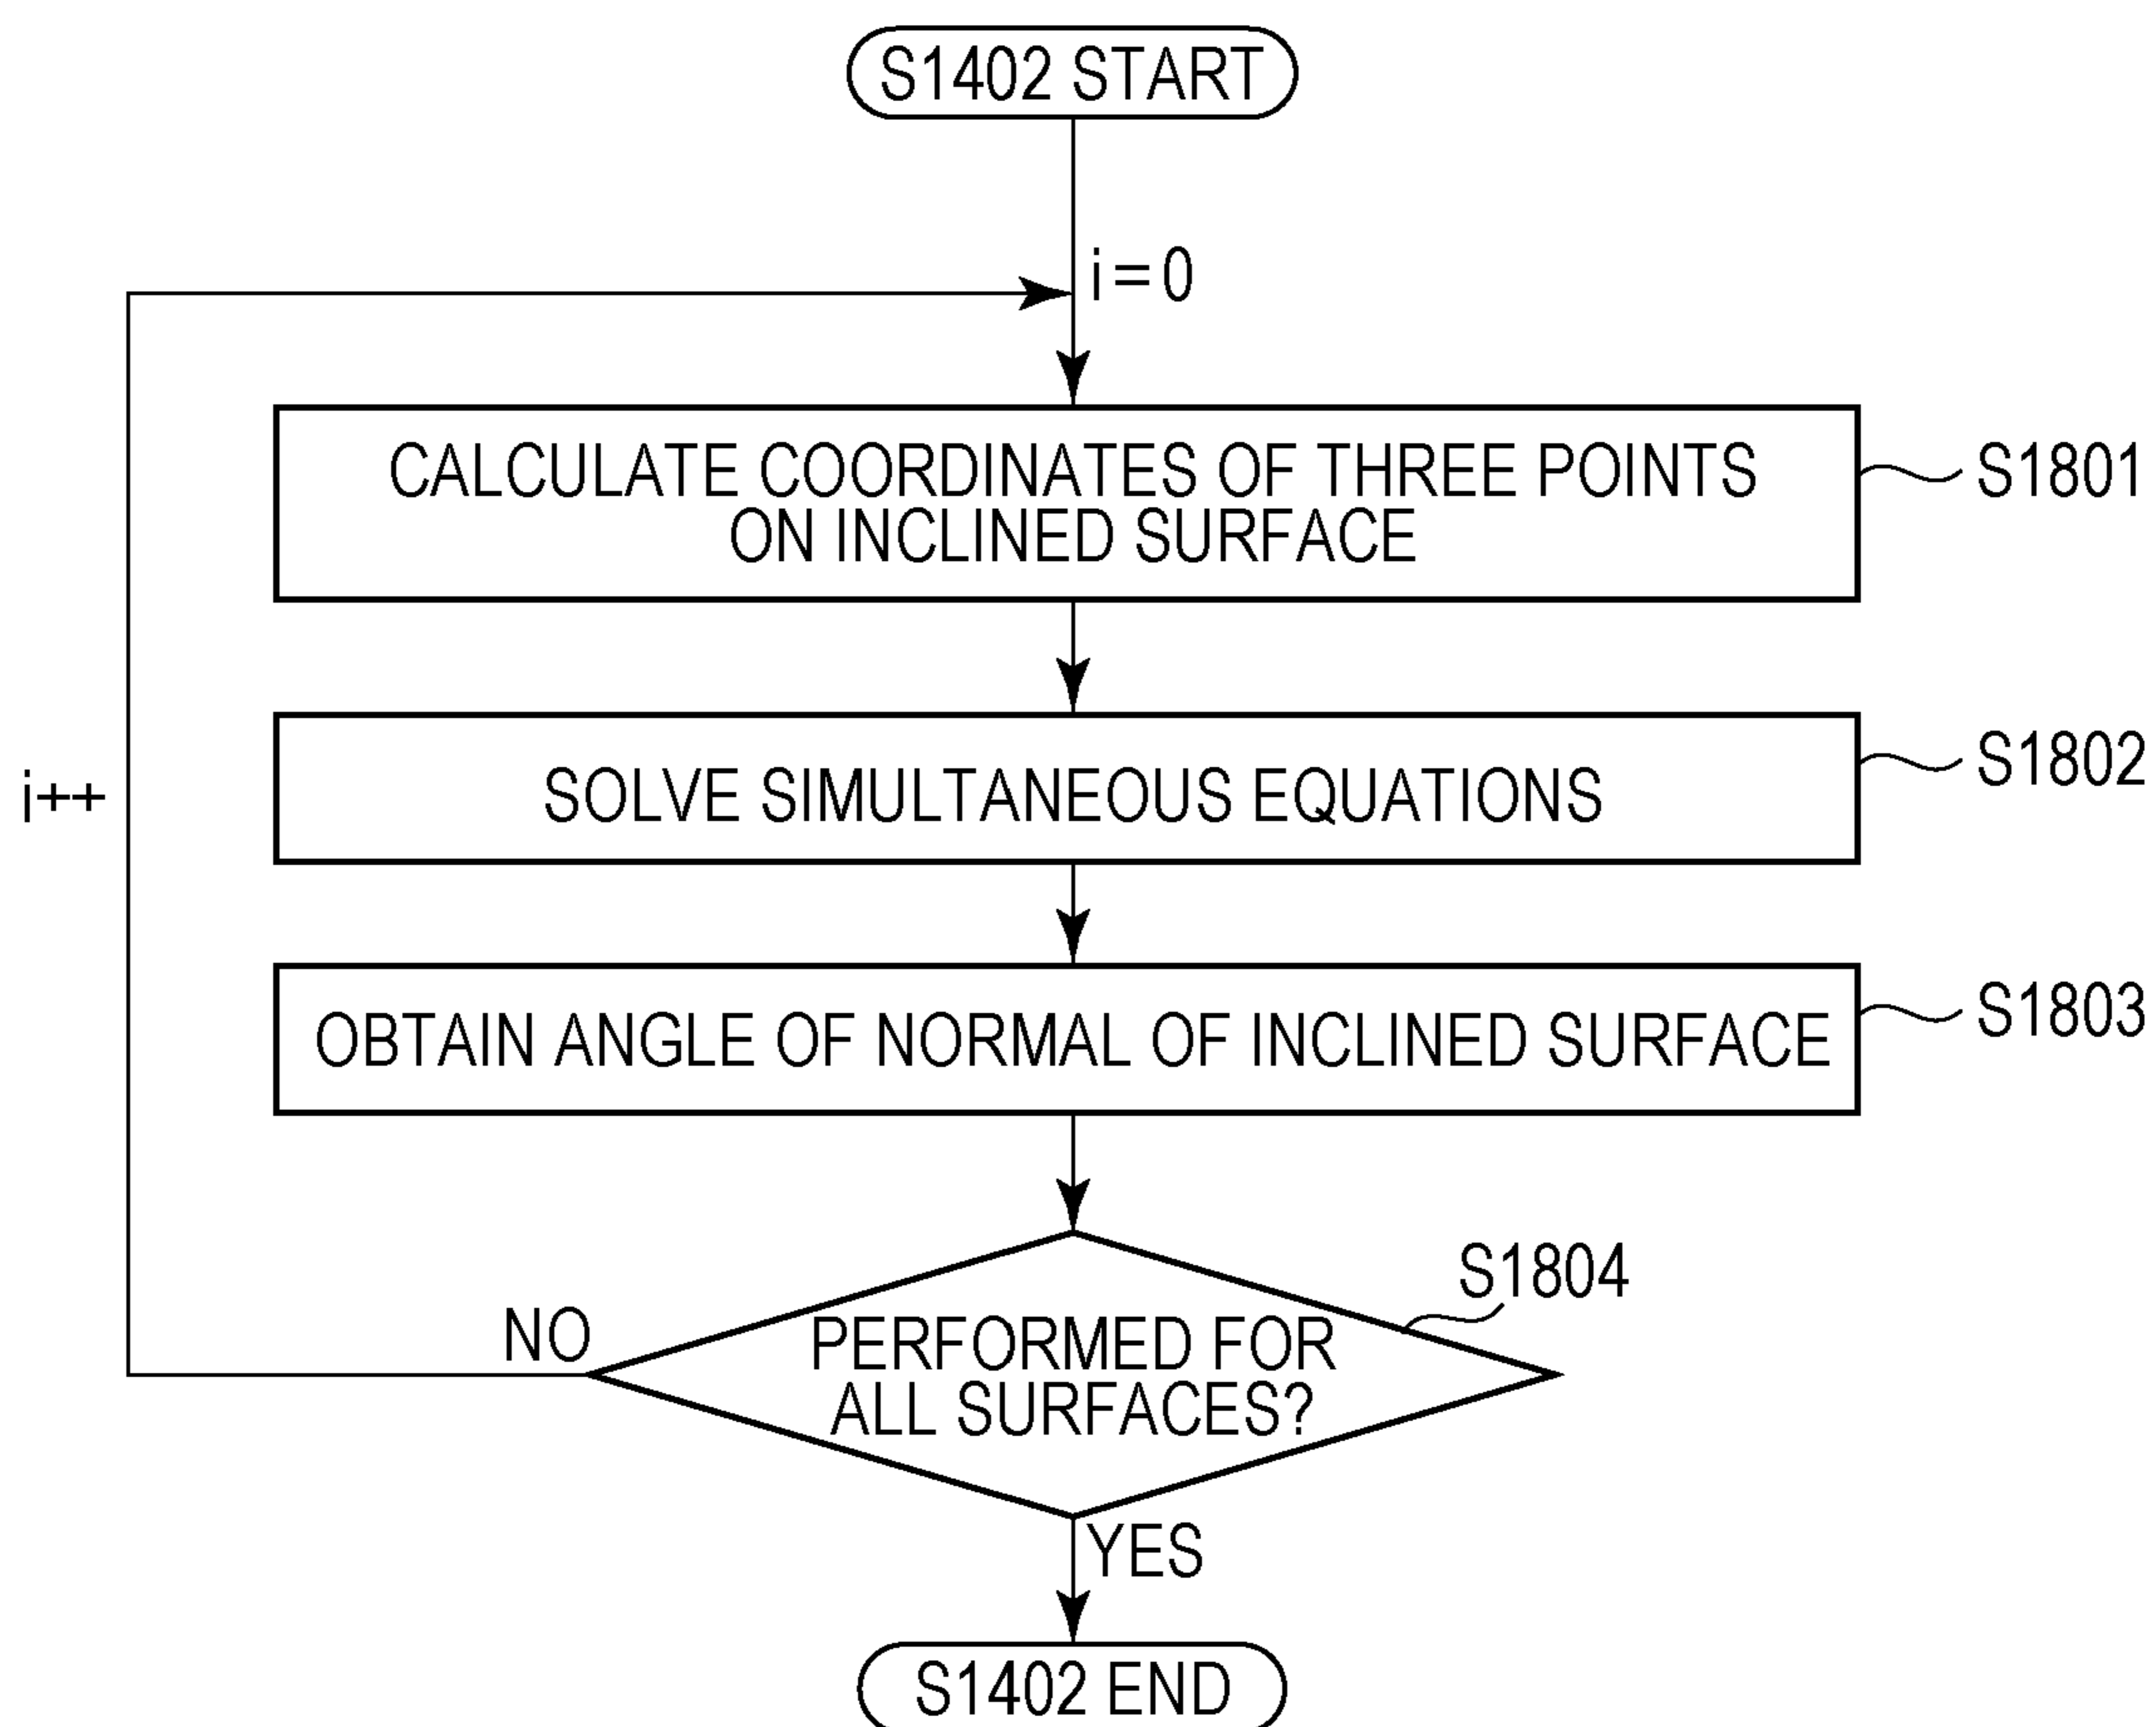 S1402 START
i=0
CALCULATE COORDINATES OF THREE POINTS
ON INCLINED SURFACE
S1801
i++
SOLVE SIMULTANEOUS EQUATIONS
S1802
OBTAIN ANGLE OF NORMAL OF INCLINED SURFACE
S1803
S1804
NO
PERFORMED FOR
ALL SURFACES?
YES
S1402 END